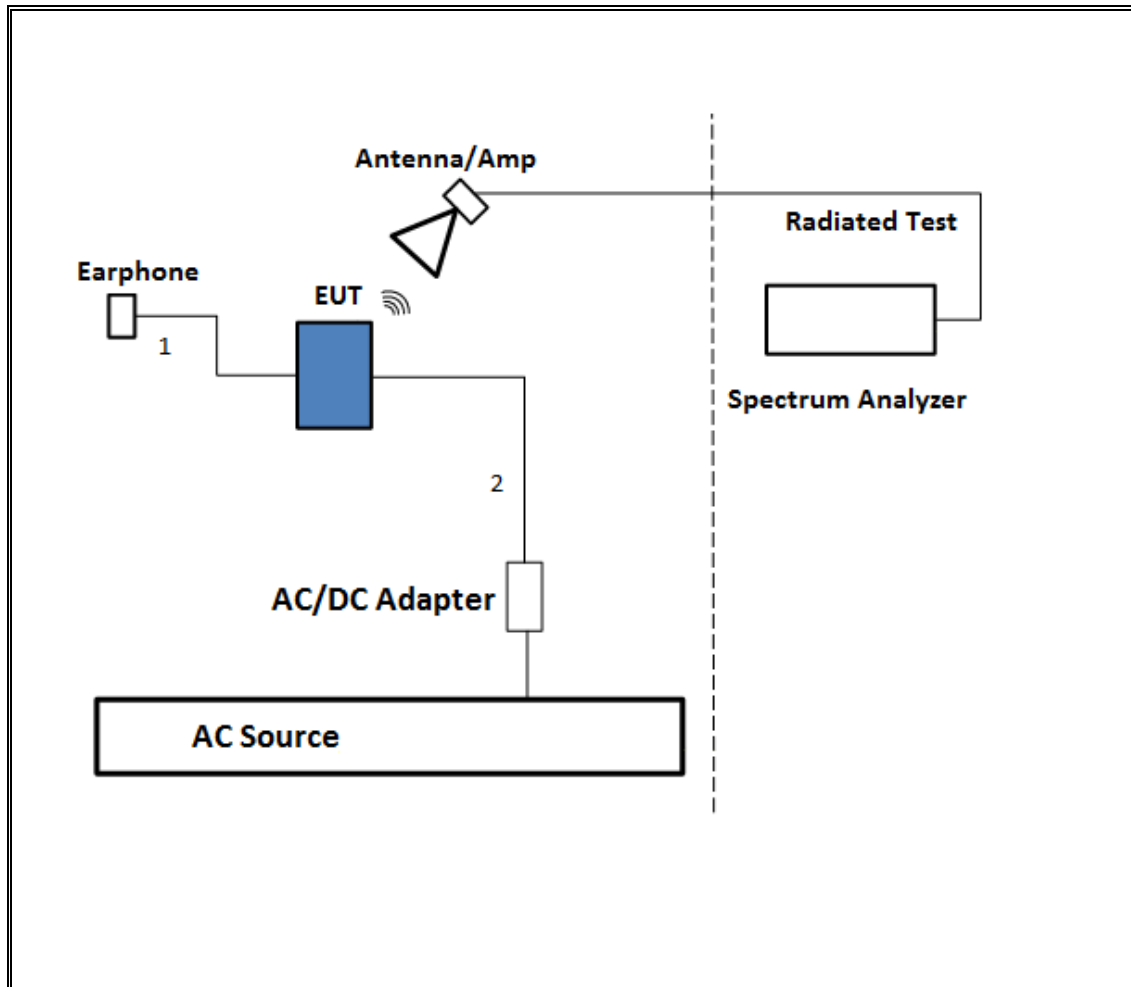 Antenna/Amp
Radiated Test
Earphone
EUT
1
Spectrum Analyzer
2
AC/DC Adapter
AC Source